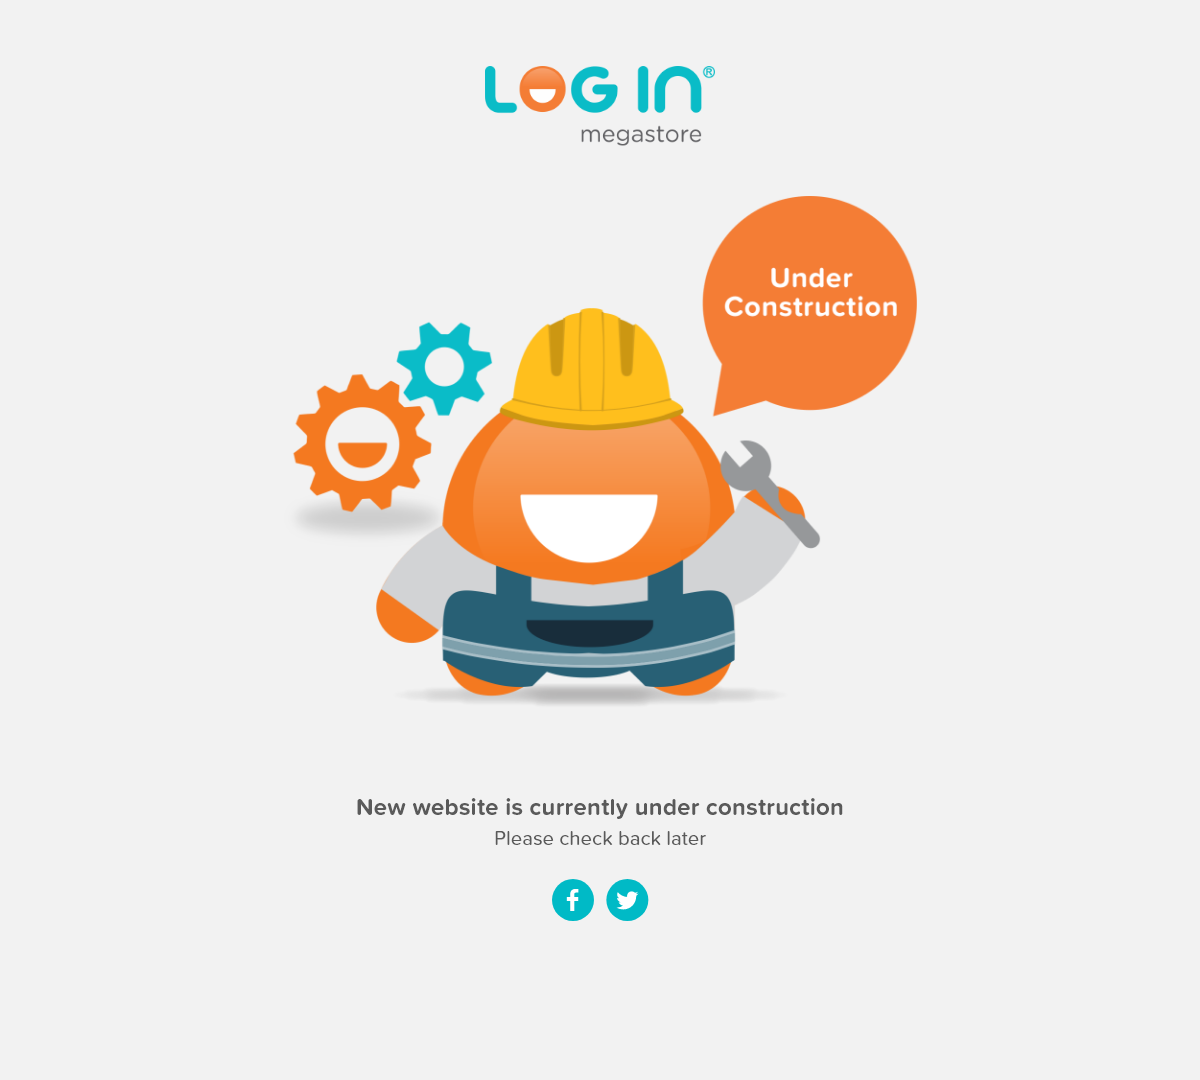 LOG IN®
megastore
Under
Construction
New website is currently under construction
Please check back later